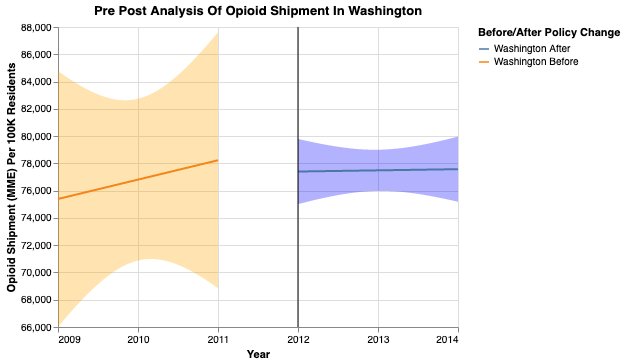 Pre Post Analysis Of Opioid Shipment In Washington
Opioid Shipment (MME) Per 100K Residents
88,000
86,000
84,000
82,000
80,000
78,000
76,000
74,000
72,000
70,000
68,000
66,000
2009 2010 2011 2012 2013 2014
Year
Before/After Policy Change
Washington After
Washington Before